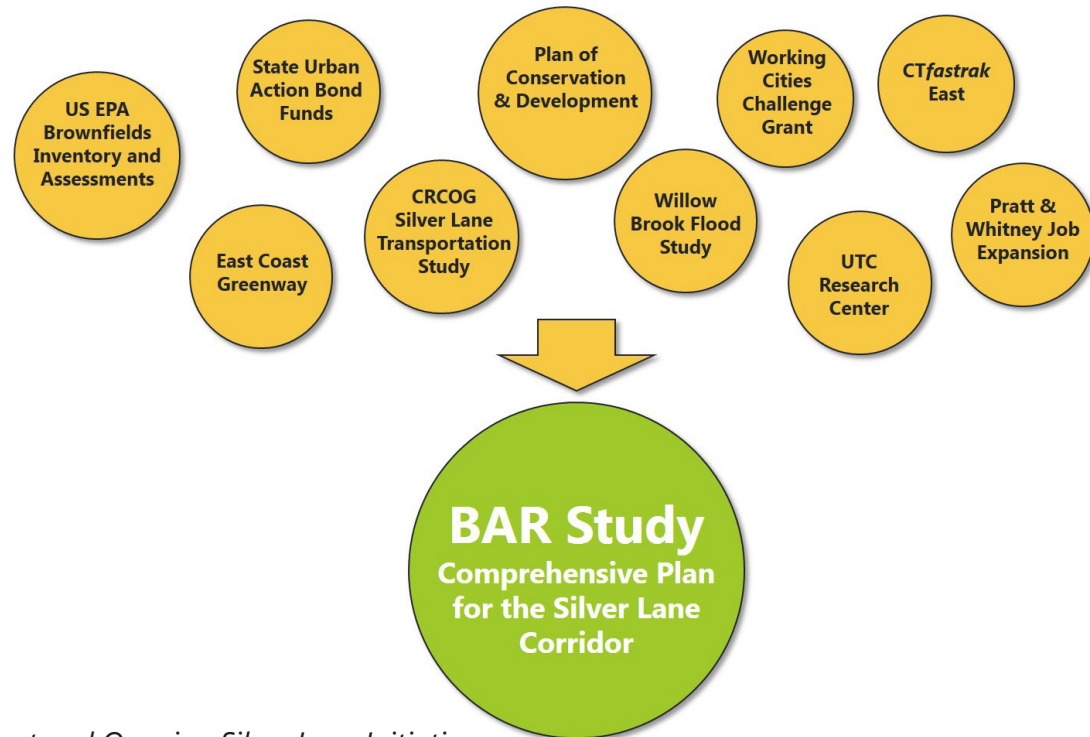 US EPA
Brownfields
Inventory and
Assessments
State Urban
Action Bond
Funds
Plan of
Conservation
& Development
Working
Cities
Challenge
Grant
CTfastrak
East
East Coast
Greenway
CRCOG
Silver Lane
Transportation
Study
Willow
Brook Flood
Study
UTC
Research
Center
Pratt &
Whitney Job
Expansion
BAR Study
Comprehensive Plan
for the Silver Lane
Corridor